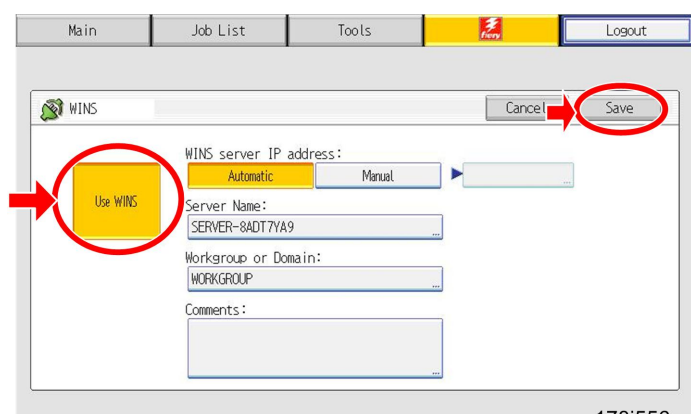 Main Job List Tools fiery Logout
WINS Cancel Save
WINS server IP address:
Automatic Manual ...
Use WINS
Server Name:
SERVER-8ADT7YA9 ...
Workgroup or Domain:
WORKGROUP ...
Comments:
...